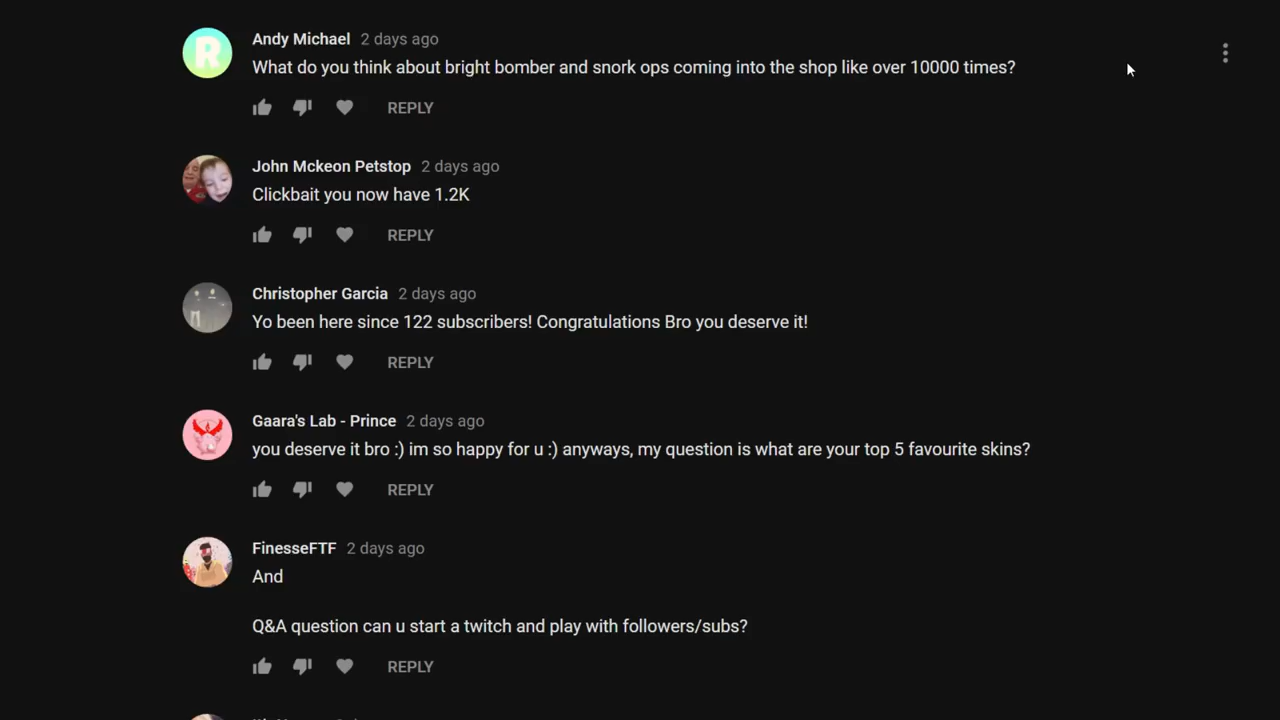 R
Andy Michael 2 days ago
What do you think about bright bomber and snork ops coming into the shop like over 10000 times?
REPLY
John Mckeon Petstop 2 days ago
Clickbait you now have 1.2K
REPLY
Christopher Garcia 2 days ago
Yo been here since 122 subscribers! Congratulations Bro you deserve it!
REPLY
Gaara's Lab - Prince 2 days ago
you deserve it bro :) im so happy for u :) anyways, my question is what are your top 5 favourite skins?
REPLY
FinesseFTF 2 days ago
And
Q&A question can u start a twitch and play with followers/subs?
REPLY